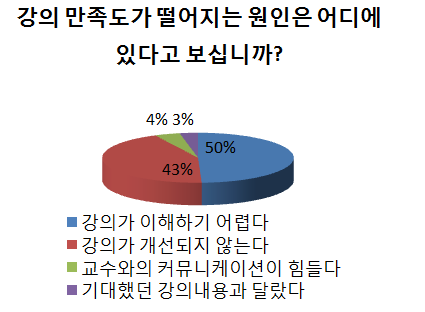 강의 만족도가 떨어지는 원인은 어디에
있다고 보십니까?
4% 3%
50%
43%
강의가 이해하기 어렵다
강의가 개선되지 않는다
교수와의 커뮤니케이션이 힘들다
기대했던 강의내용과 달랐다